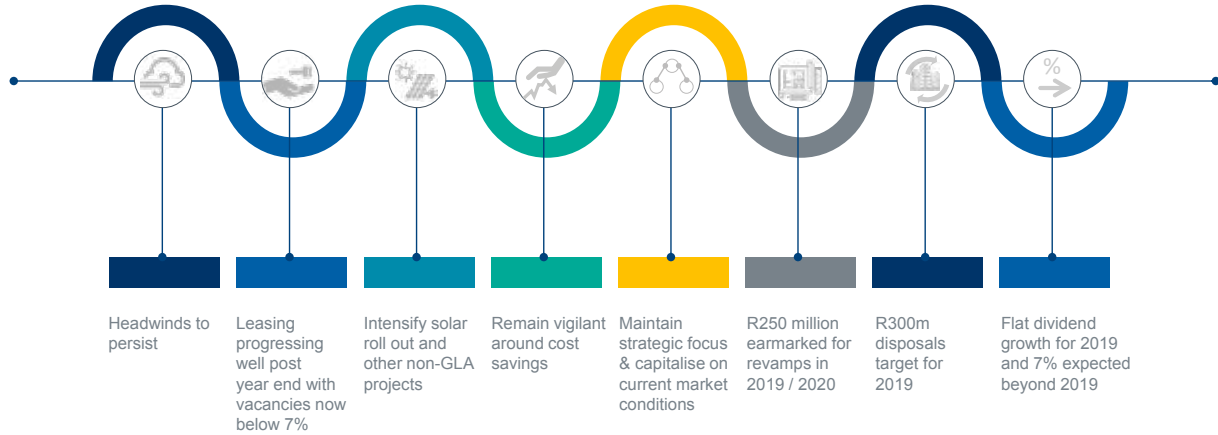 %
Headwinds to
persist
Leasing
progressing
well post
year end with
vacancies now
below 7%
Intensify solar
roll out and
other non-GLA
projects
Remain vigilant
around cost
savings
Maintain
strategic focus
& capitalise on
current market
conditions
R250 million
earmarked for
revamps in
2019 / 2020
R300m
disposals
target for
2019
Flat dividend
growth for 2019
and 7% expected
beyond 2019